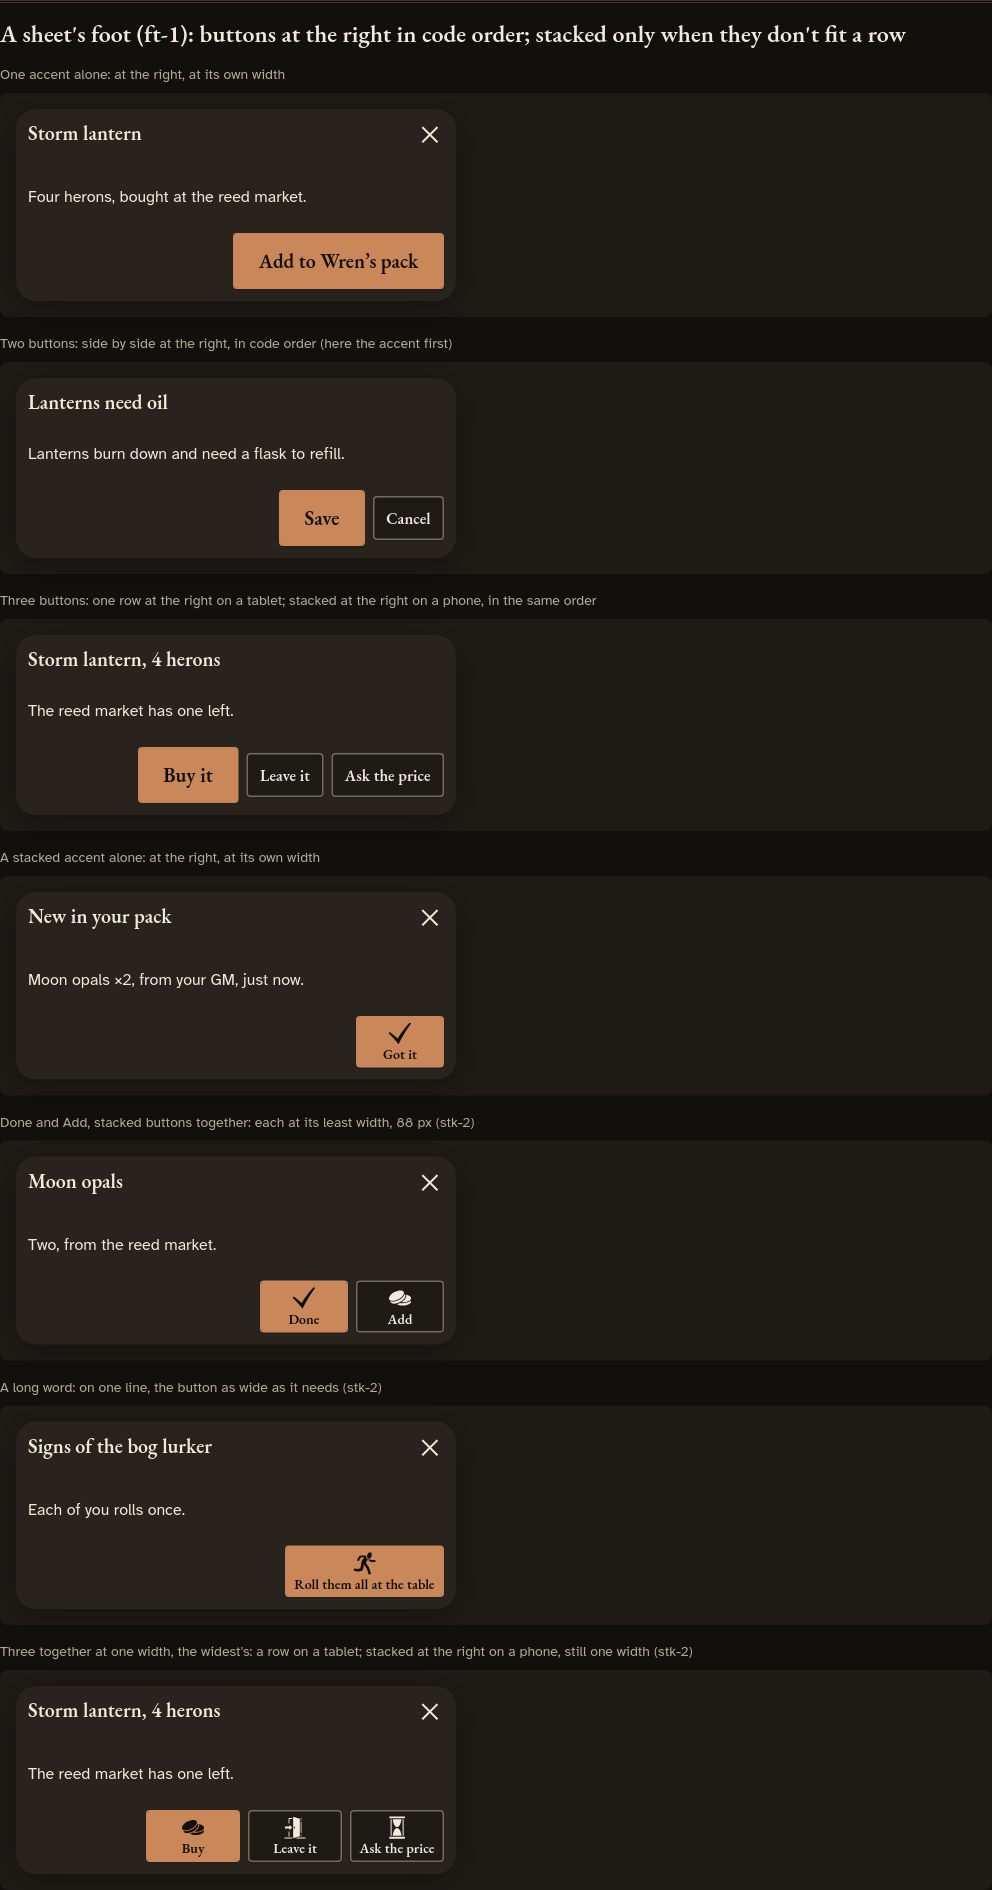 A sheet's foot (ft-1): buttons at the right in code order; stacked only when they don't fit a row
One accent alone: at the right, at its own width
Storm lantern
Four herons, bought at the reed market.
Add to Wren’s pack
Two buttons: side by side at the right, in code order (here the accent first)
Lanterns need oil
Lanterns burn down and need a flask to refill.
Save Cancel
Three buttons: one row at the right on a tablet; stacked at the right on a phone, in the same order
Storm lantern, 4 herons
The reed market has one left.
Buy it Leave it Ask the price
A stacked accent alone: at the right, at its own width
New in your pack
Moon opals ×2, from your GM, just now.
Got it
Done and Add, stacked buttons together: each at its least width, 88 px (stk-2)
Moon opals
Two, from the reed market.
Done Add
A long word: on one line, the button as wide as it needs (stk-2)
Signs of the bog lurker
Each of you rolls once.
Roll them all at the table
Three together at one width, the widest's: a row on a tablet; stacked at the right on a phone, still one width (stk-2)
Storm lantern, 4 herons
The reed market has one left.
Buy Leave it Ask the price